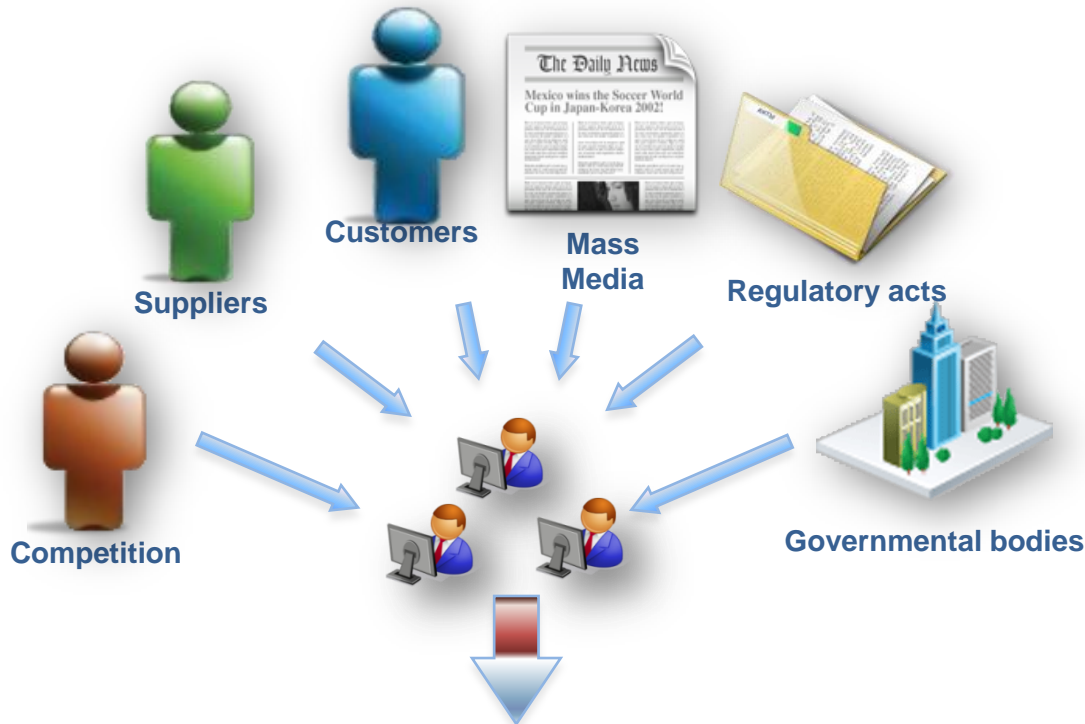 The Daily News
Mexico wins the Soccer World
Cup in Japan-Korea 2002!
Customers
Mass
Media
Suppliers
Regulatory acts
Competition
Governmental bodies